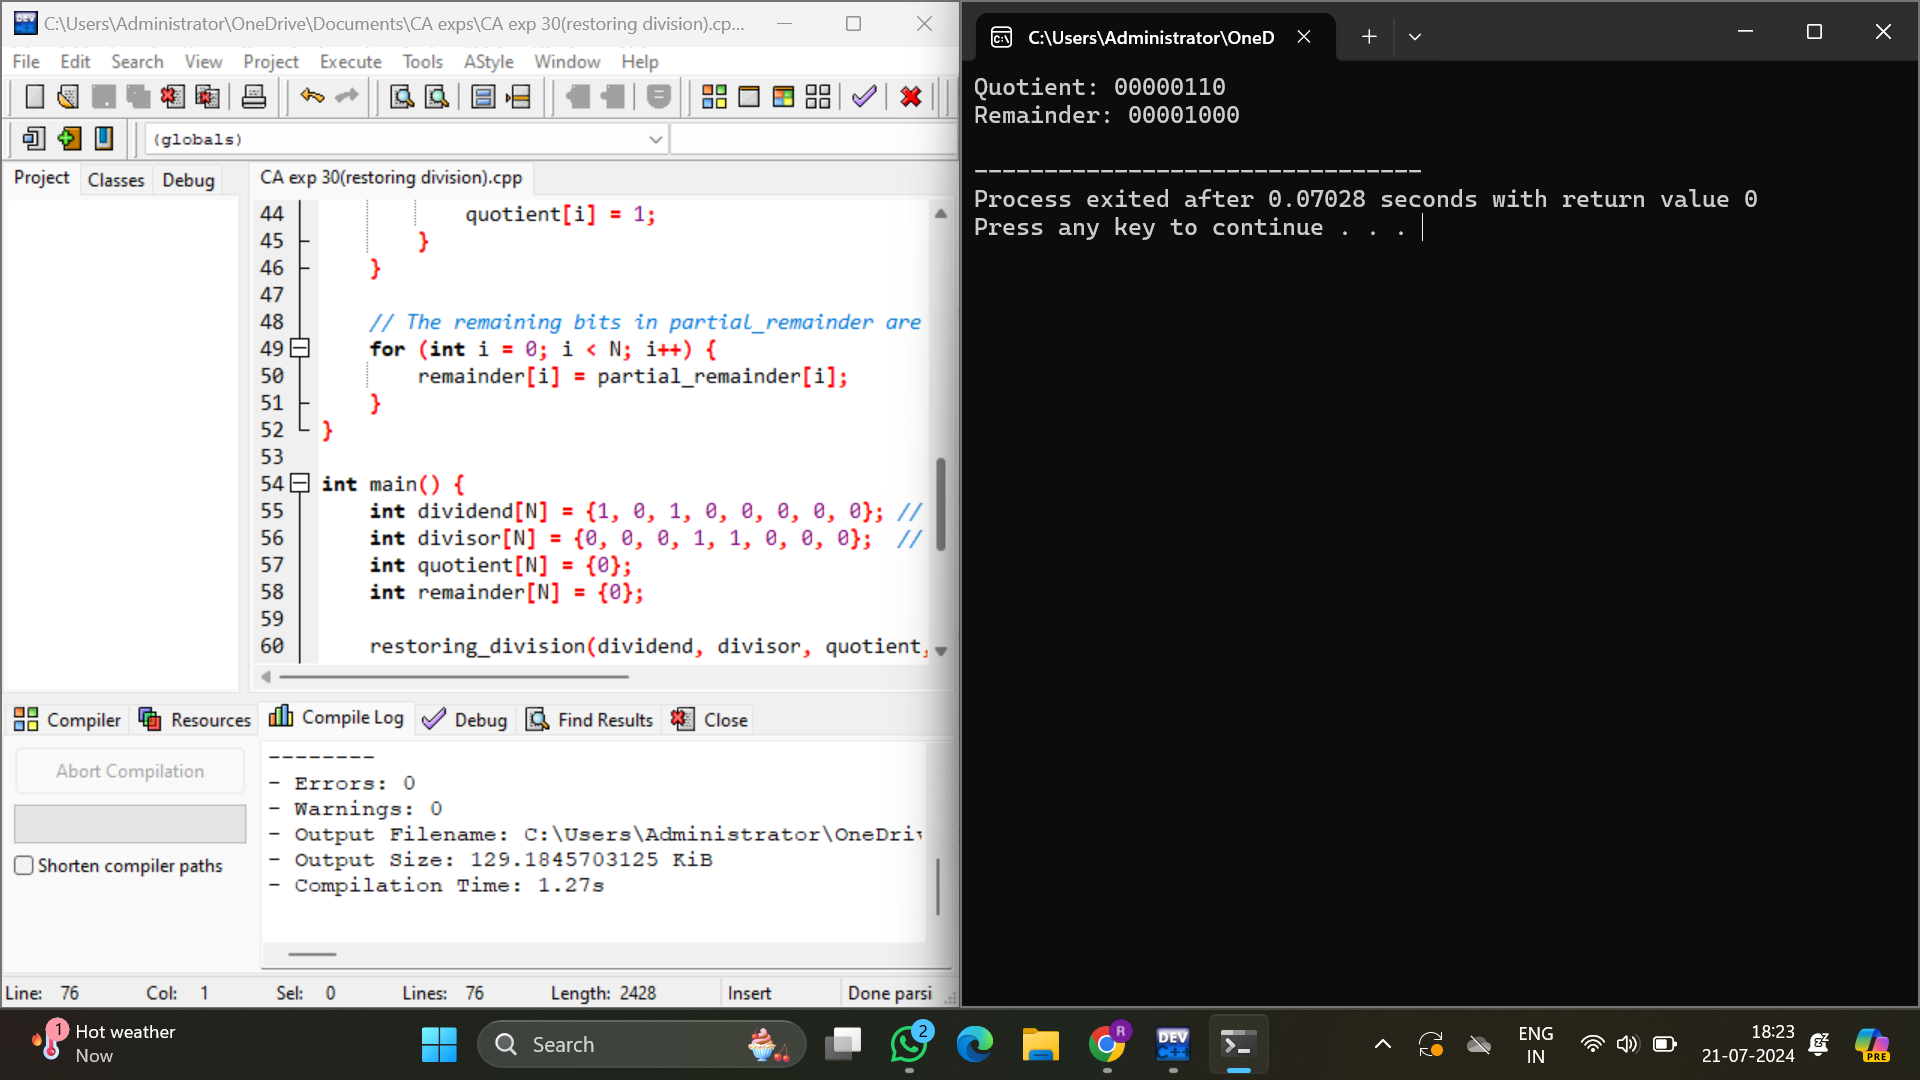 C:\Users\Administrator\OneDrive\Documents\CA exps\CA exp 30(restoring division).cp...
File Edit Search View Project Execute Tools AStyle Window Help
(globals)
Project Classes Debug
CA exp 30(restoring division).cpp
44 quotient[i] = 1;
45 }
46 }
47
48 // The remaining bits in partial_remainder are
49 for (int i = 0; i < N; i++) {
50 remainder[i] = partial_remainder[i];
51 }
52 }
53
54 int main() {
55 int dividend[N] = {1, 0, 1, 0, 0, 0, 0, 0}; //
56 int divisor[N] = {0, 0, 0, 1, 1, 0, 0, 0}; //
57 int quotient[N] = {0};
58 int remainder[N] = {0};
59
60 restoring_division(dividend, divisor, quotient,
Compiler Resources Compile Log Debug Find Results Close
Abort Compilation
Shorten compiler paths
--------
- Errors: 0
- Warnings: 0
- Output Filename: C:\Users\Administrator\OneDriv
- Output Size: 129.1845703125 KiB
- Compilation Time: 1.27s
Line: 76 Col: 1 Sel: 0 Lines: 76 Length: 2428 Insert Done parsi
C:\Users\Administrator\OneD
Quotient: 00000110
Remainder: 00001000
--------------------------------
Process exited after 0.07028 seconds with return value 0
Press any key to continue . . .
1
Hot weather
Now
Search
2
R
DEV
C++
ENG
IN
18:23
21-07-2024
PRE